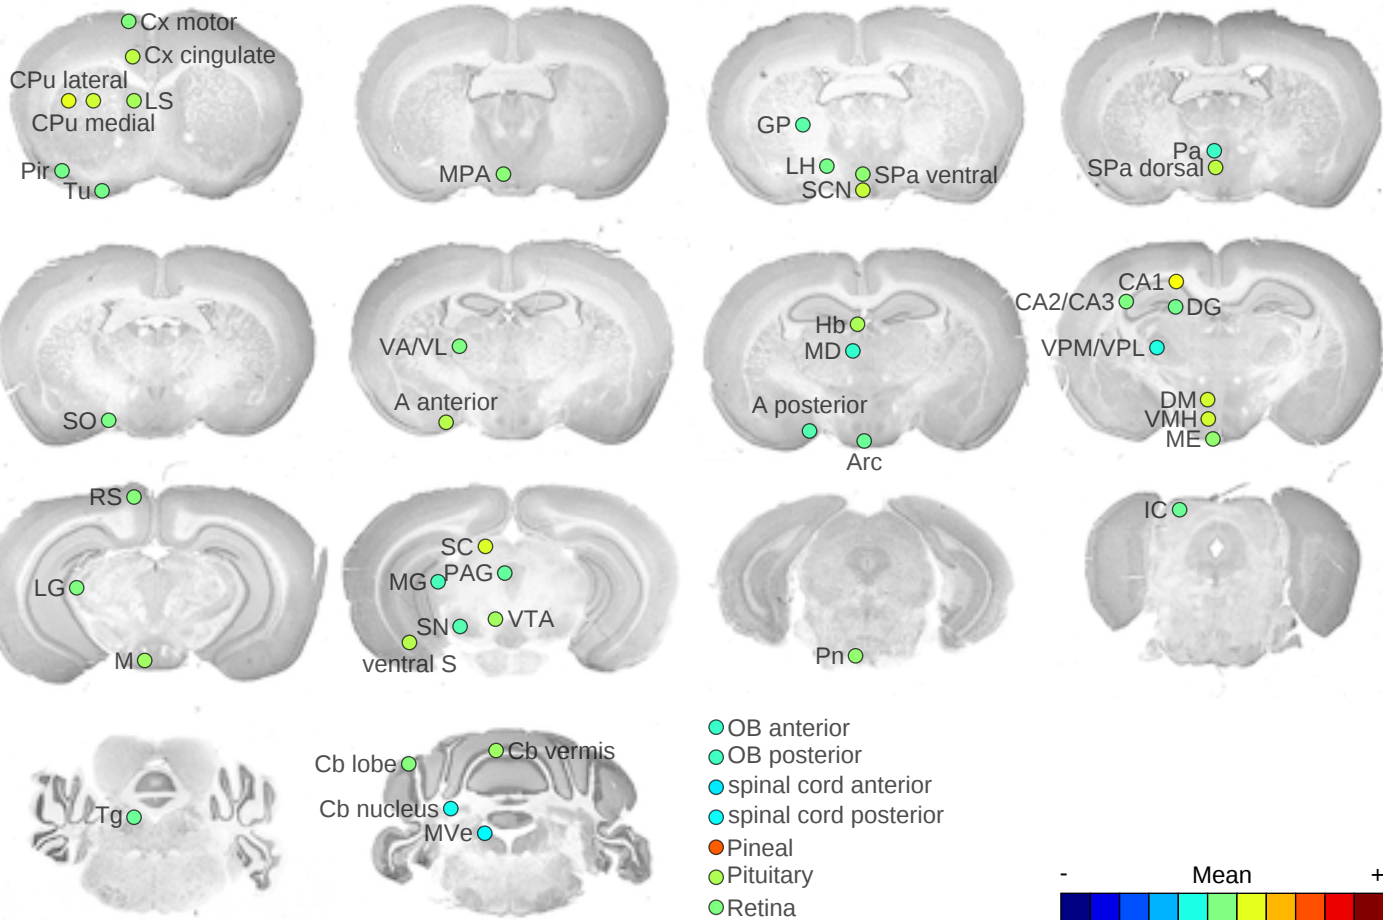 Cx motor
Cx cingulate
CPu lateral
LS
CPu medial
Pir
Tu
MPA
GP
LH
SPa ventral
SCN
Pa
SPa dorsal
SO
VA/VL
A anterior
Hb
MD
A posterior
Arc
CA1
CA2/CA3
DG
VPM/VPL
DM
VMH
ME
RS
LG
M
SC
MG
PAG
SN
VTA
ventral S
Pn
IC
Tg
Cb lobe
Cb vermis
Cb nucleus
MVe
OB anterior
OB posterior
spinal cord anterior
spinal cord posterior
Pineal
Pituitary
Retina
- Mean +